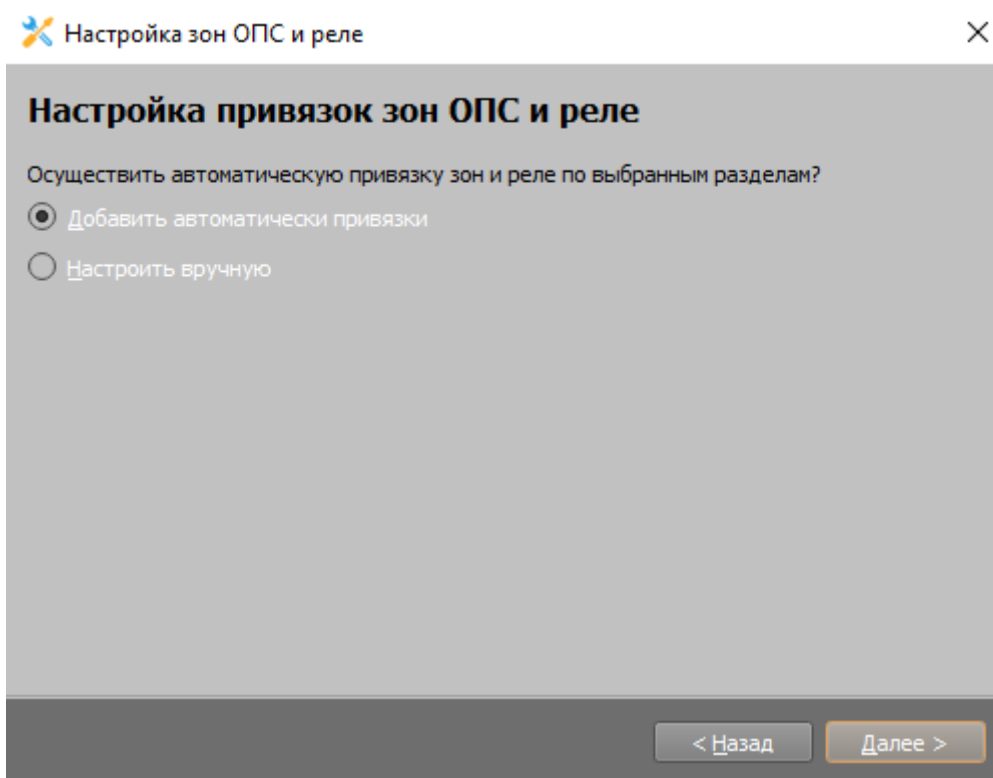 Настройка зон ОПС и реле
Настройка привязок зон ОПС и реле
Осуществить автоматическую привязку зон и реле по выбранным разделам?
Добавить автоматически привязки
Настроить вручную
< Назад
Далее >